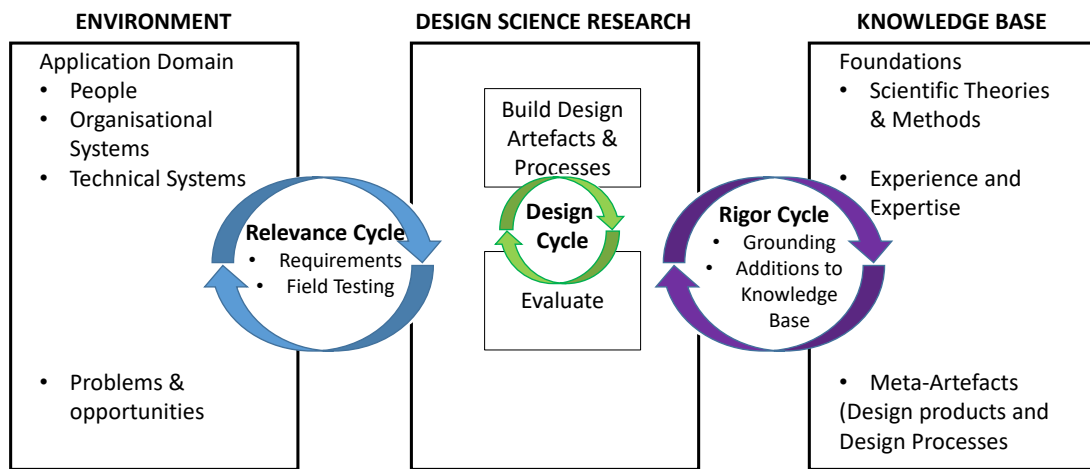 ENVIRONMENT
Application Domain
• People
• Organisational
Systems
• Technical Systems
• Problems &
opportunities
Relevance Cycle
• Requirements
• Field Testing
DESIGN SCIENCE RESEARCH
Build Design
Artefacts &
Processes
Design
Cycle
Evaluate
Rigor Cycle
• Grounding
• Additions to
Knowledge
Base
KNOWLEDGE BASE
Foundations
• Scientific Theories
& Methods
• Experience and
Expertise
• Meta-Artefacts
(Design products and
Design Processes